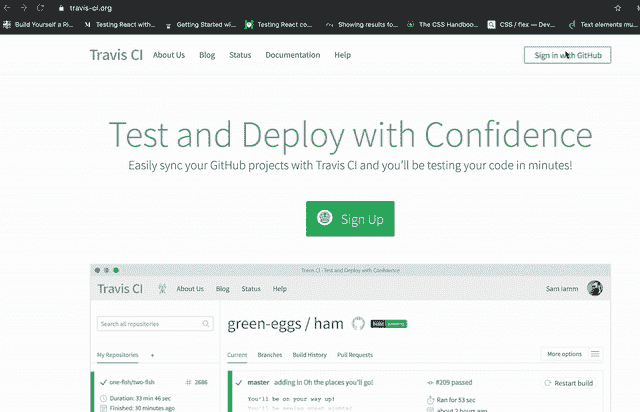 travis-ci.org
Build Yourself a Ri... Testing React with... Getting Started wi... Testing React co... Showing results fo... The CSS Handboo... CSS / flex — Dev... Text elements mu...
Travis CI About Us Blog Status Documentation Help Sign in with GitHub
Test and Deploy with Confidence
Easily sync your GitHub projects with Travis CI and you'll be testing your code in minutes!
Sign Up
Travis CI - Test and Deploy with Confidence
Travis CI About Us Blog Status Help Sam Iamm
Search all repositories
green-eggs / ham build passing
My Repositories + Current Branches Build History Pull Requests More options
one-fish/two-fish # 2686
master adding in Oh the places you'll go! #209 passed Restart build
Duration: 33 min 46 sec
You'll be on your way up! Ran for 53 sec
Finished: 30 minutes ago
You'll be seeing great sights! about 2 hours ago